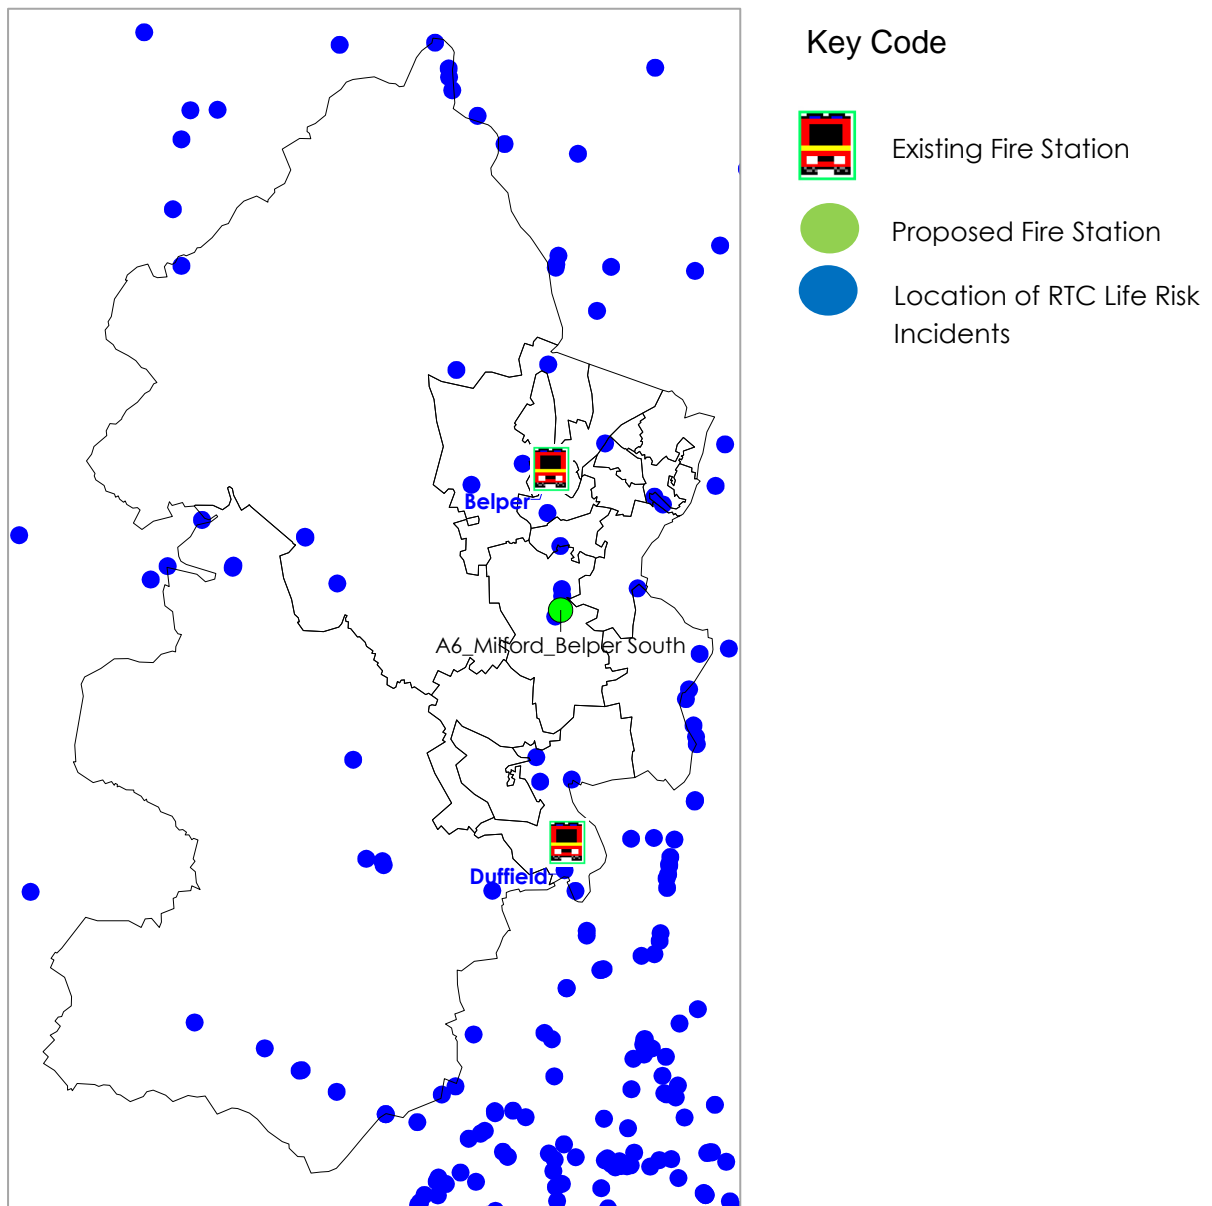 Key Code
Existing Fire Station
Proposed Fire Station
Location of RTC Life Risk
Incidents
Belper
A6_Milford_Belper South
Duffield